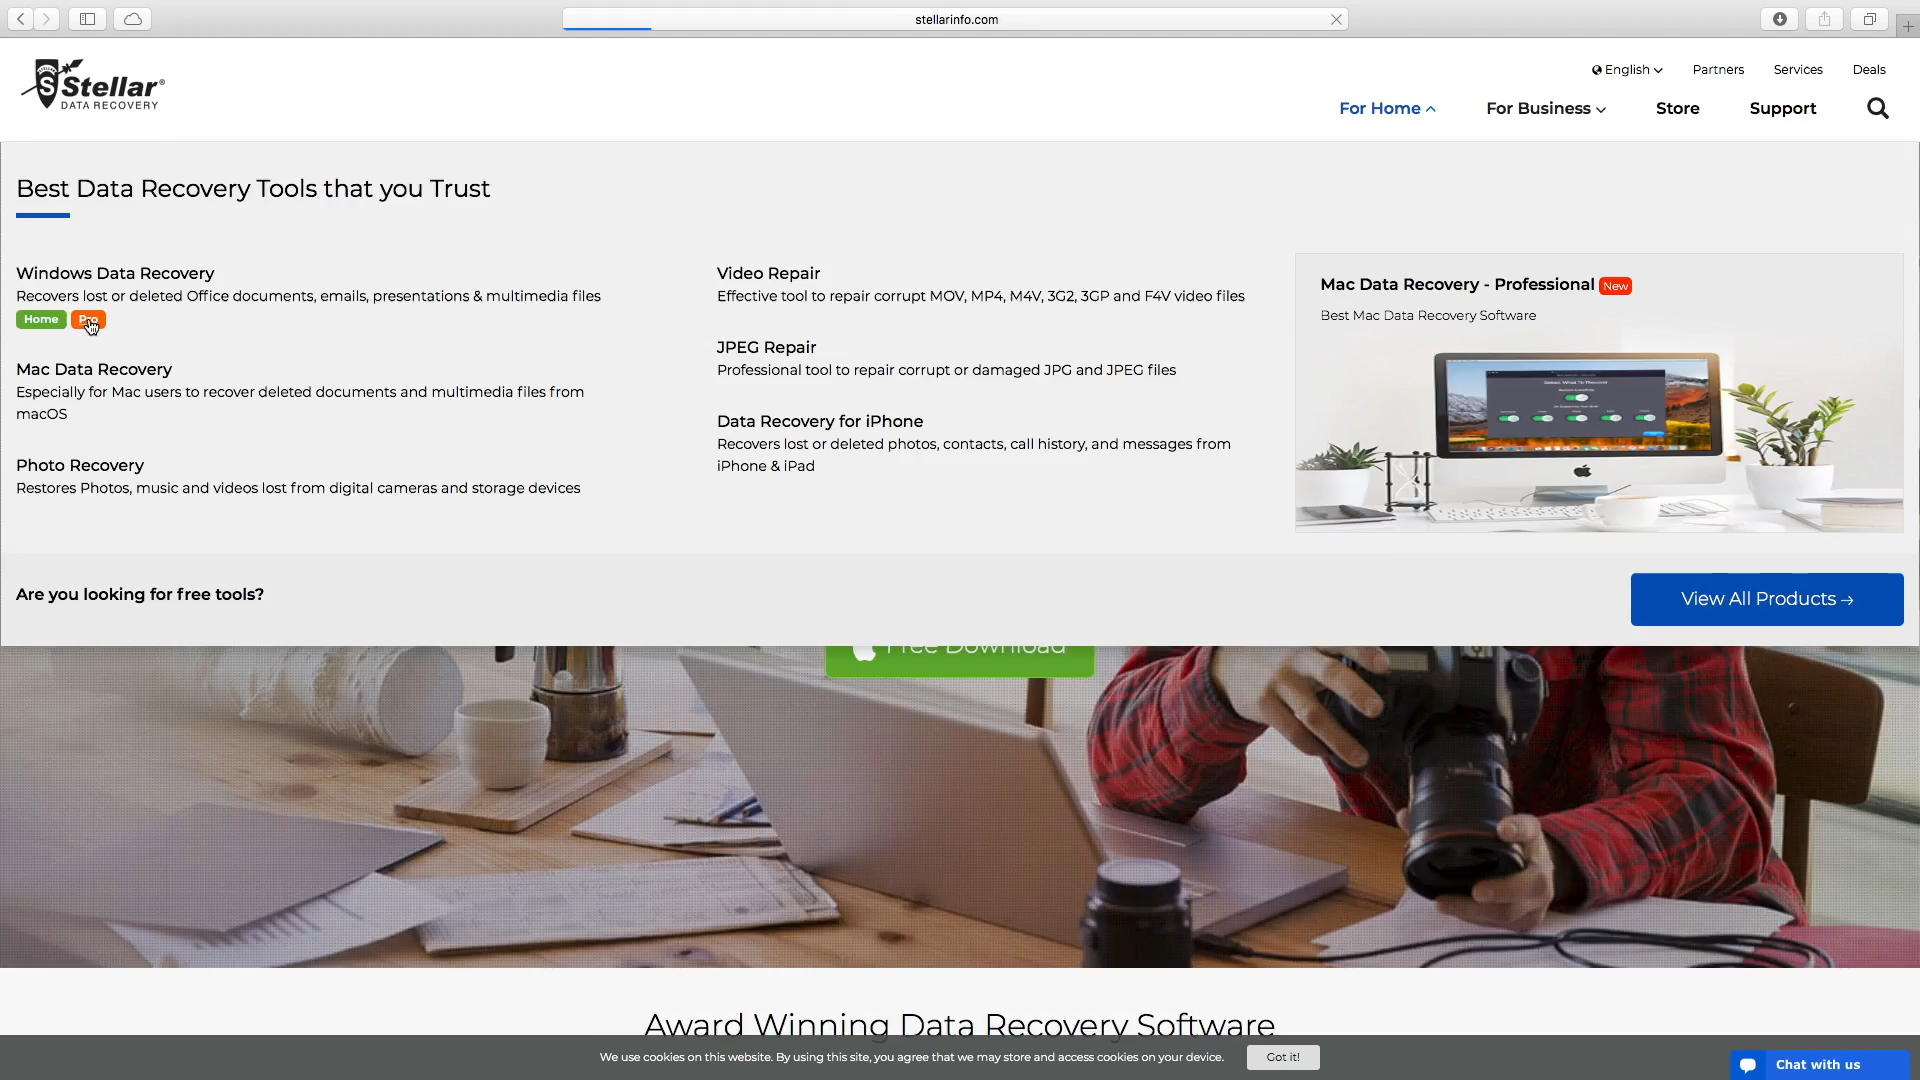 stellarinfo.com
Stellar®
DATA RECOVERY
English
Partners
Services
Deals
For Home
For Business
Store
Support
Best Data Recovery Tools that you Trust
Windows Data Recovery
Recovers lost or deleted Office documents, emails, presentations & multimedia files
Home
Pro
Mac Data Recovery
Especially for Mac users to recover deleted documents and multimedia files from
macOS
Photo Recovery
Restores Photos, music and videos lost from digital cameras and storage devices
Video Repair
Effective tool to repair corrupt MOV, MP4, M4V, 3G2, 3GP and F4V video files
JPEG Repair
Professional tool to repair corrupt or damaged JPG and JPEG files
Data Recovery for iPhone
Recovers lost or deleted photos, contacts, call history, and messages from
iPhone & iPad
Mac Data Recovery - Professional New
Best Mac Data Recovery Software
Select What To Recover
Are you looking for free tools?
View All Products →
Free Download
Award Winning Data Recovery Software
We use cookies on this website. By using this site, you agree that we may store and access cookies on your device.
Got it!
Chat with us